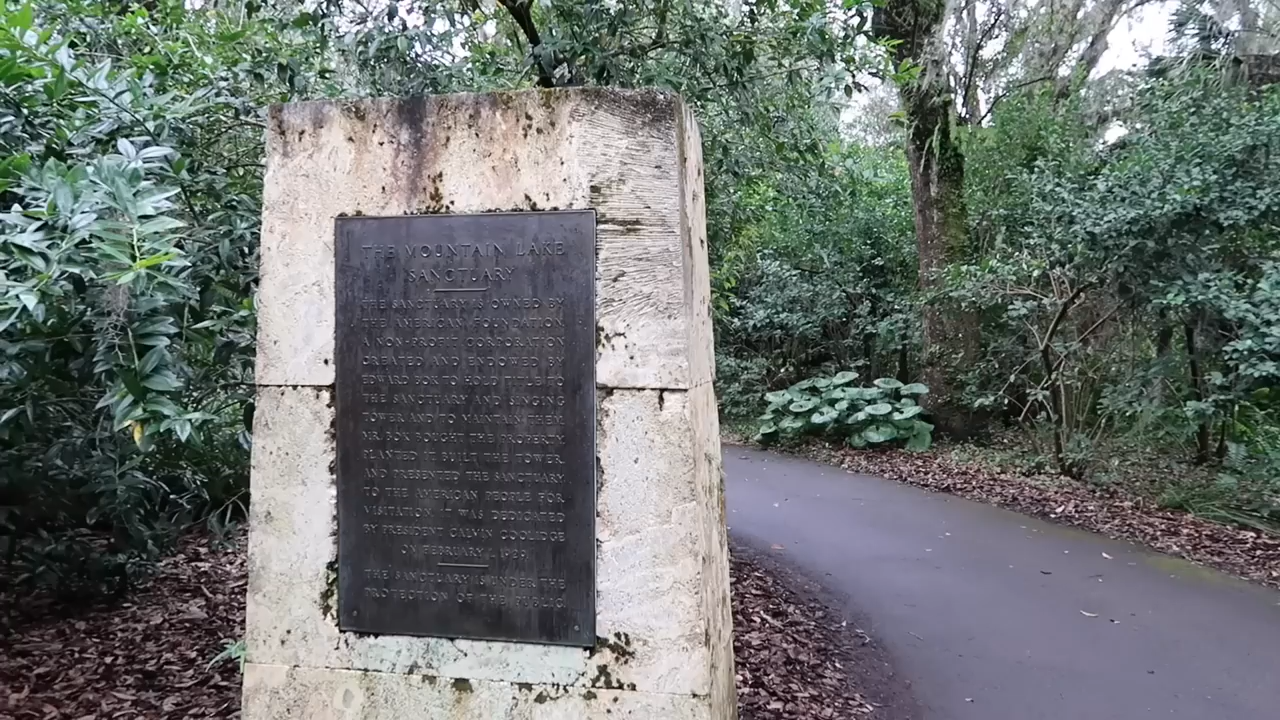 THE MOUNTAIN LAKE
SANCTUARY
THE SANCTUARY IS OWNED BY
THE AMERICAN FOUNDATION
A NON-PROFIT CORPORATION
CREATED AND ENDOWED BY
EDWARD BOK TO HOLD TITLE TO
THE SANCTUARY AND SINGING
TOWER AND TO MAINTAIN THEM
MR. BOK BOUGHT THE PROPERTY
PLANTED IT BUILT THE TOWER
AND PRESENTED THE SANCTUARY
TO THE AMERICAN PEOPLE FOR
VISITATION. IT WAS DEDICATED
BY PRESIDENT CALVIN COOLIDGE
ON FEBRUARY 1, 1929
THE SANCTUARY IS UNDER THE
PROTECTION OF THE PUBLIC